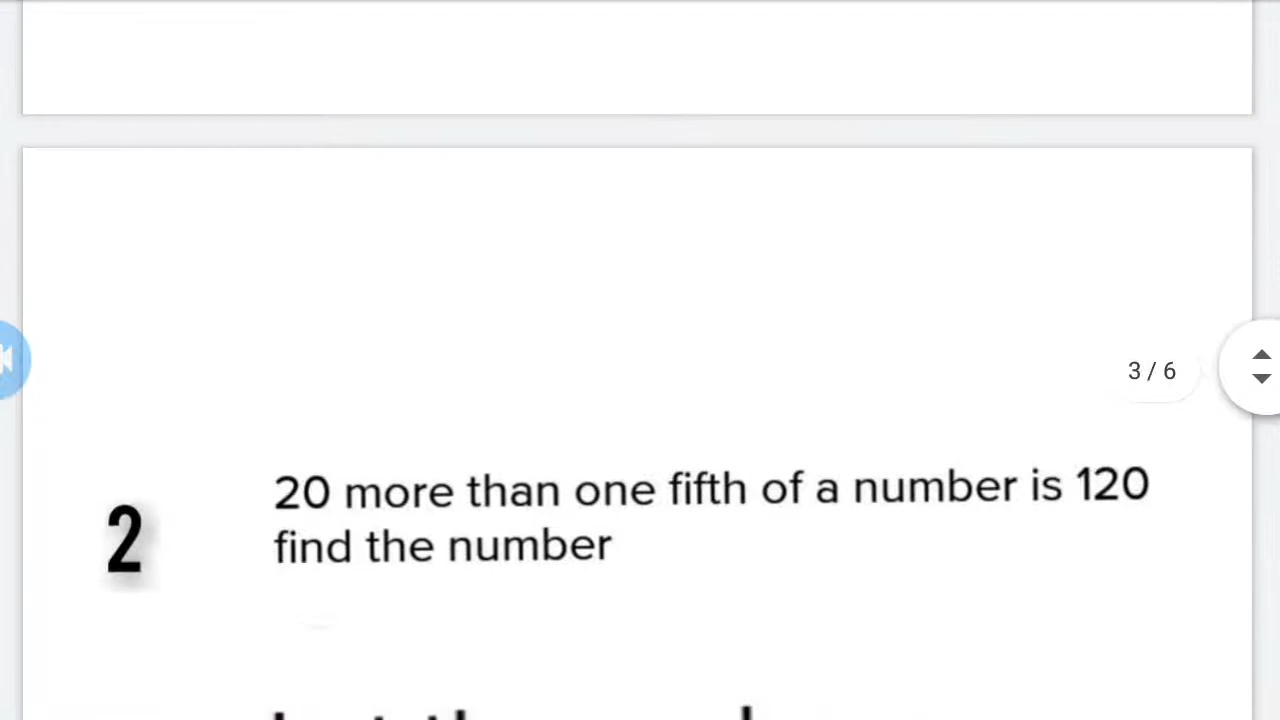 3 / 6
2
20 more than one fifth of a number is 120
find the number